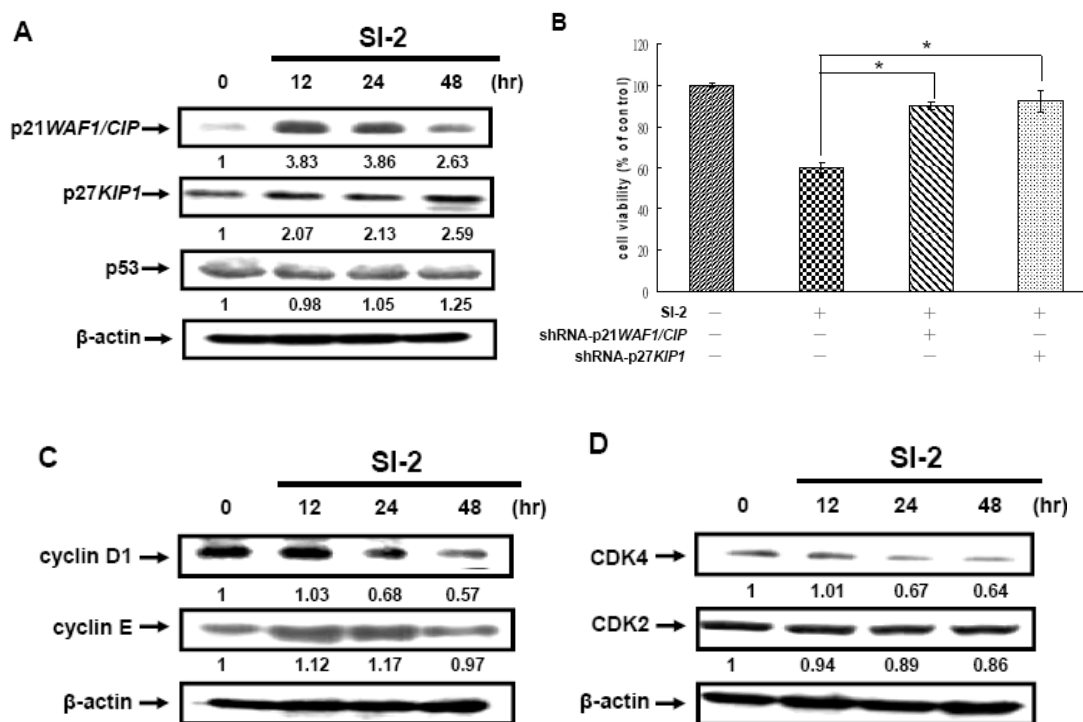 A
SI-2
0 12 24 48 (hr)
p21WAF1/CIP
1 3.83 3.86 2.63
p27KIP1
1 2.07 2.13 2.59
p53
1 0.98 1.05 1.25
β-actin
B
cell viability (% of control)
120
100
80
60
40
20
0
*
*
SI-2 — + + +
shRNA-p21WAF1/CIP — — + —
shRNA-p27KIP1 — — — +
C
SI-2
0 12 24 48 (hr)
cyclin D1
1 1.03 0.68 0.57
cyclin E
1 1.12 1.17 0.97
β-actin
D
SI-2
0 12 24 48 (hr)
CDK4
1 1.01 0.67 0.64
CDK2
1 0.94 0.89 0.86
β-actin